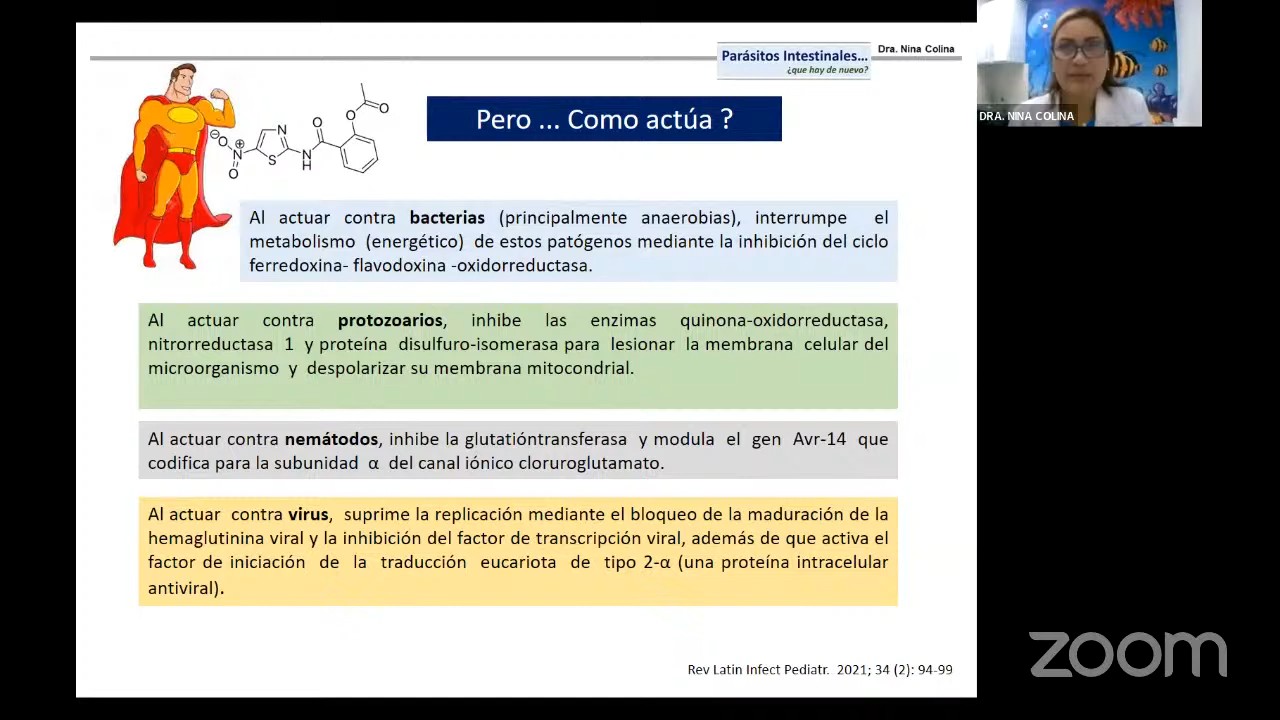 Parásitos Intestinales...
¿que hay de nuevo?
Dra. Nina Colina
Pero ... Como actúa ?
Al actuar contra bacterias (principalmente anaerobias), interrumpe el
metabolismo (energético) de estos patógenos mediante la inhibición del ciclo
ferredoxina- flavodoxina -oxidorreductasa.
Al actuar contra protozoarios, inhibe las enzimas quinona-oxidorreductasa,
nitrorreductasa 1 y proteína disulfuro-isomerasa para lesionar la membrana celular del
microorganismo y despolarizar su membrana mitocondrial.
Al actuar contra nemátodos, inhibe la glutatióntransferasa y modula el gen Avr-14 que
codifica para la subunidad α del canal iónico cloruroglutamato.
Al actuar contra virus, suprime la replicación mediante el bloqueo de la maduración de la
hemaglutinina viral y la inhibición del factor de transcripción viral, además de que activa el
factor de iniciación de la traducción eucariota de tipo 2-α (una proteína intracelular
antiviral).
Rev Latin Infect Pediatr. 2021; 34 (2): 94-99
DRA. NINA COLINA
zoom
O
O
O
N
O
N
S
N
H
O
⊖
⊕